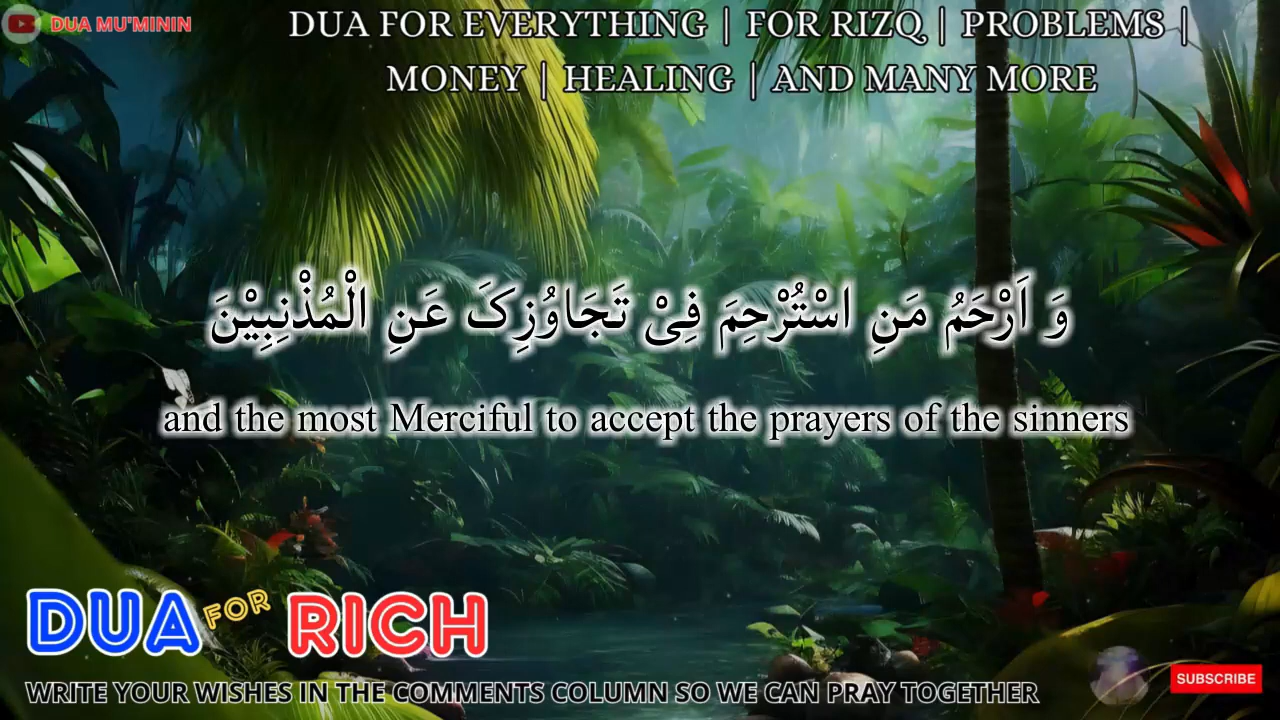 DUA MU'MININ
DUA FOR EVERYTHING | FOR RIZQ | PROBLEMS |
MONEY | HEALING | AND MANY MORE
وَ اَرْحَمُ مَنِ اسْتُرْحِمَ فِیْ تَجَاوُزِکَ عَنِ الْمُذْنِبِيْنَ
and the most Merciful to accept the prayers of the sinners
DUA FOR RICH
WRITE YOUR WISHES IN THE COMMENTS COLUMN SO WE CAN PRAY TOGETHER
SUBSCRIBE